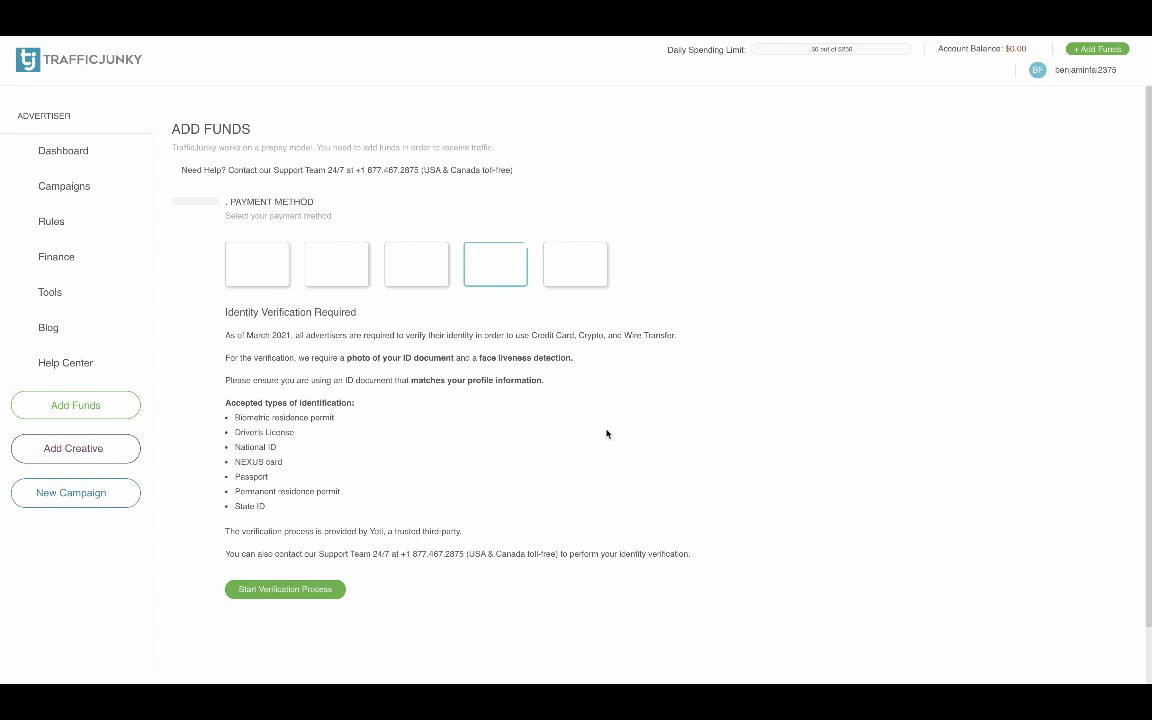 TRAFFICJUNKY
Daily Spending Limit:
$0 out of $250
Account Balance: $0.00
+ Add Funds
BF
benjaminfai2375
ADVERTISER
Dashboard
Campaigns
Rules
Finance
Tools
Blog
Help Center
Add Funds
Add Creative
New Campaign
ADD FUNDS
TrafficJunky works on a prepay model. You need to add funds in order to receive traffic.
Need Help? Contact our Support Team 24/7 at +1 877.467.2875 (USA & Canada toll-free)
. PAYMENT METHOD
Select your payment method
Identity Verification Required
As of March 2021, all advertisers are required to verify their identity in order to use Credit Card, Crypto, and Wire Transfer.
For the verification, we require a photo of your ID document and a face liveness detection.
Please ensure you are using an ID document that matches your profile information.
Accepted types of identification:
• Biometric residence permit
• Driver's License
• National ID
• NEXUS card
• Passport
• Permanent residence permit
• State ID
The verification process is provided by Yoti, a trusted third-party.
You can also contact our Support Team 24/7 at +1 877.467.2875 (USA & Canada toll-free) to perform your identity verification.
Start Verification Process